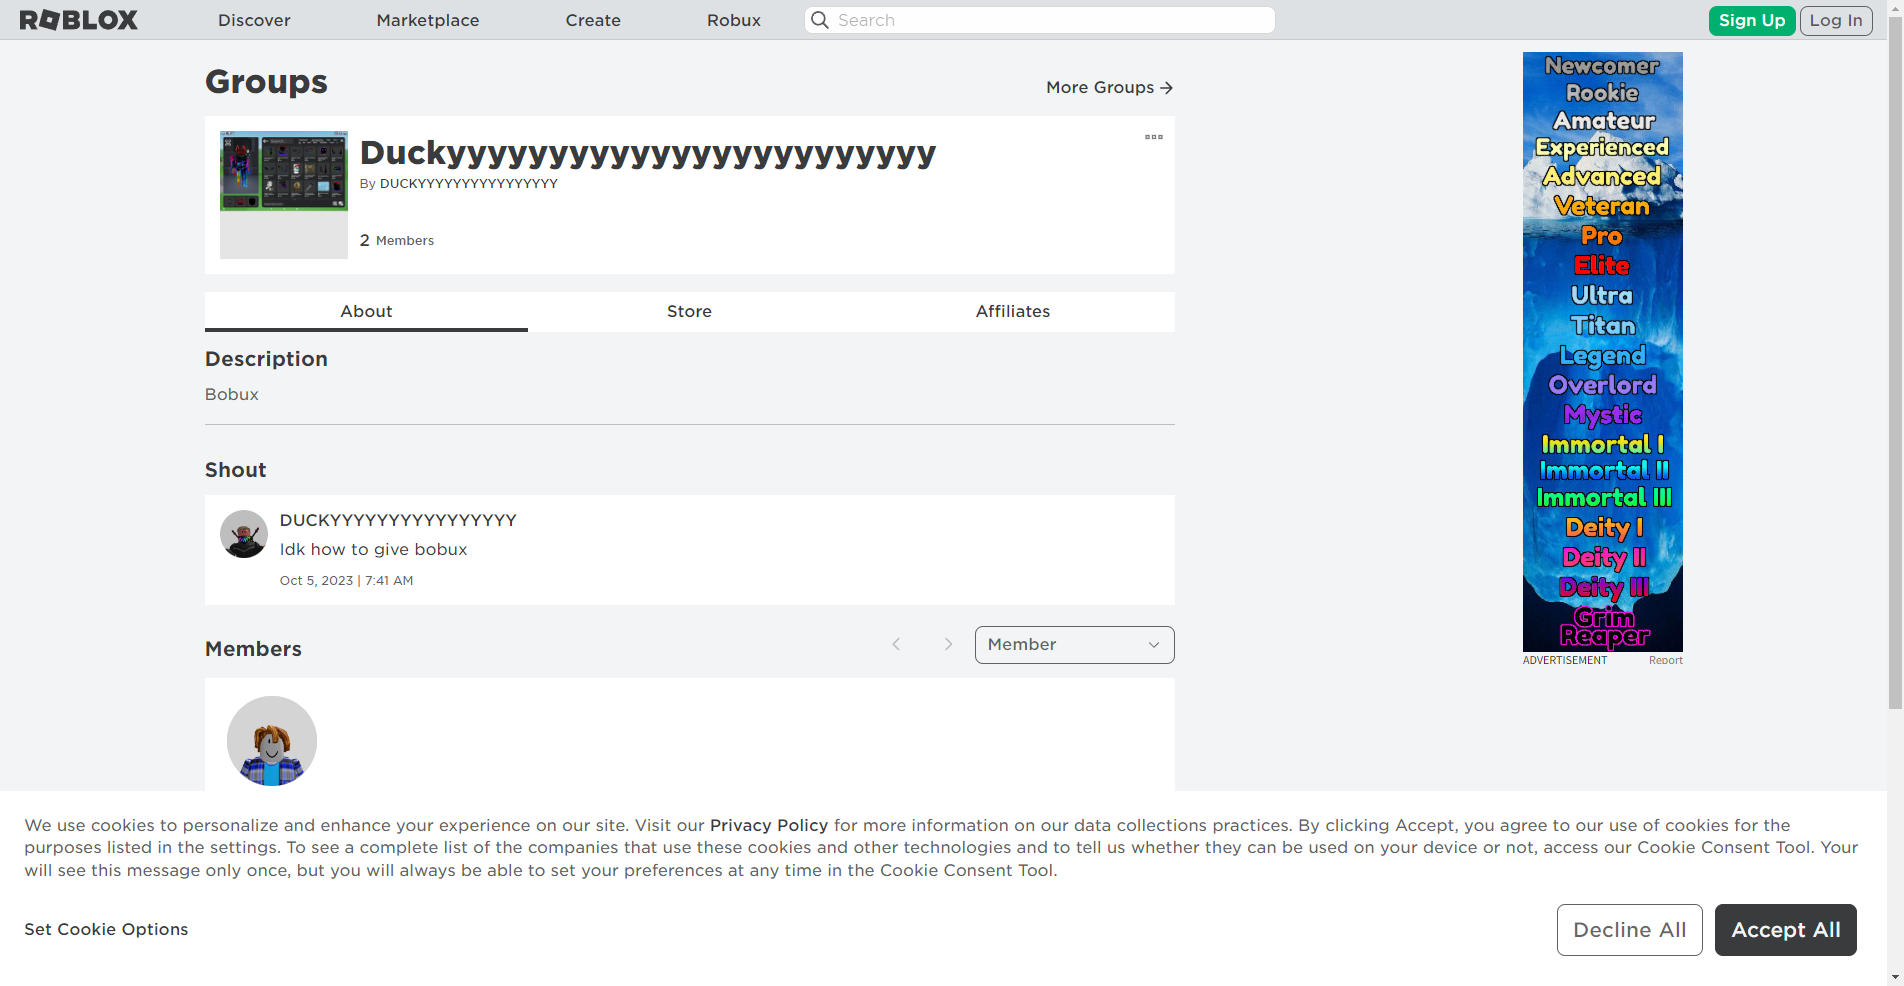 ROBLOX
Discover
Marketplace
Create
Robux
Search
Sign Up
Log In
Groups
More Groups
Duckyyyyyyyyyyyyyyyyyyyyyyyy
By DUCKYYYYYYYYYYYYYYYY
2 Members
About
Store
Affiliates
Description
Bobux
Shout
DUCKYYYYYYYYYYYYYYYY
Idk how to give bobux
Oct 5, 2023 | 7:41 AM
Members
Member
Newcomer
Rookie
Amateur
Experienced
Advanced
Veteran
Pro
Elite
Ultra
Titan
Legend
Overlord
Mystic
Immortal I
Immortal II
Immortal III
Deity I
Deity II
Deity III
Grim
Reaper
ADVERTISEMENT
Report
We use cookies to personalize and enhance your experience on our site. Visit our Privacy Policy for more information on our data collections practices. By clicking Accept, you agree to our use of cookies for the
purposes listed in the settings. To see a complete list of the companies that use these cookies and other technologies and to tell us whether they can be used on your device or not, access our Cookie Consent Tool. Your
will see this message only once, but you will always be able to set your preferences at any time in the Cookie Consent Tool.
Set Cookie Options
Decline All
Accept All